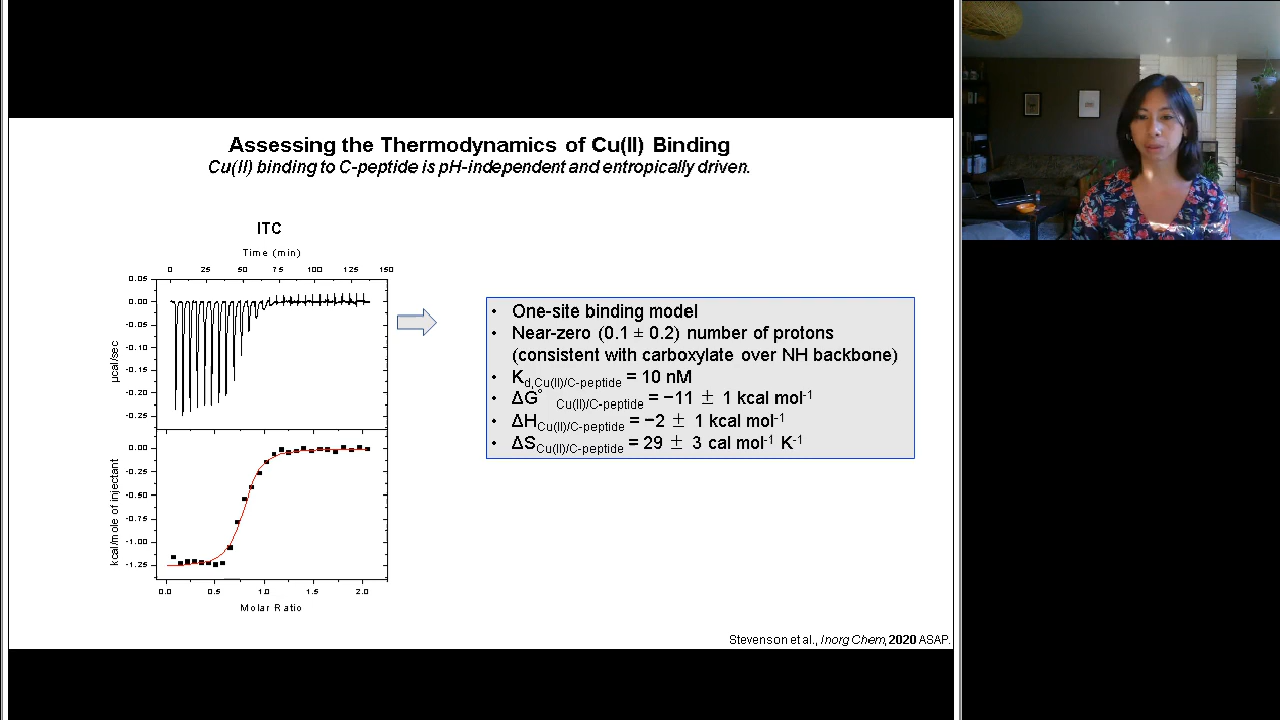 Assessing the Thermodynamics of Cu(II) Binding
Cu(II) binding to C-peptide is pH-independent and entropically driven.
ITC
Time (min)
0 25 50 75 100 125 150
0.05
0.00
-0.05
-0.10
-0.15
-0.20
-0.25
µcal/sec
0.00
-0.25
-0.50
-0.75
-1.00
-1.25
kcal/mole of injectant
0.0 0.5 1.0 1.5 2.0
Molar Ratio
• One-site binding model
• Near-zero (0.1 ± 0.2) number of protons
(consistent with carboxylate over NH backbone)
• Kd,Cu(II)/C-peptide = 10 nM
• ΔG° Cu(II)/C-peptide = −11 ± 1 kcal mol-1
• ΔHCu(II)/C-peptide = −2 ± 1 kcal mol-1
• ΔSCu(II)/C-peptide = 29 ± 3 cal mol-1 K-1
Stevenson et al., Inorg Chem, 2020 ASAP.